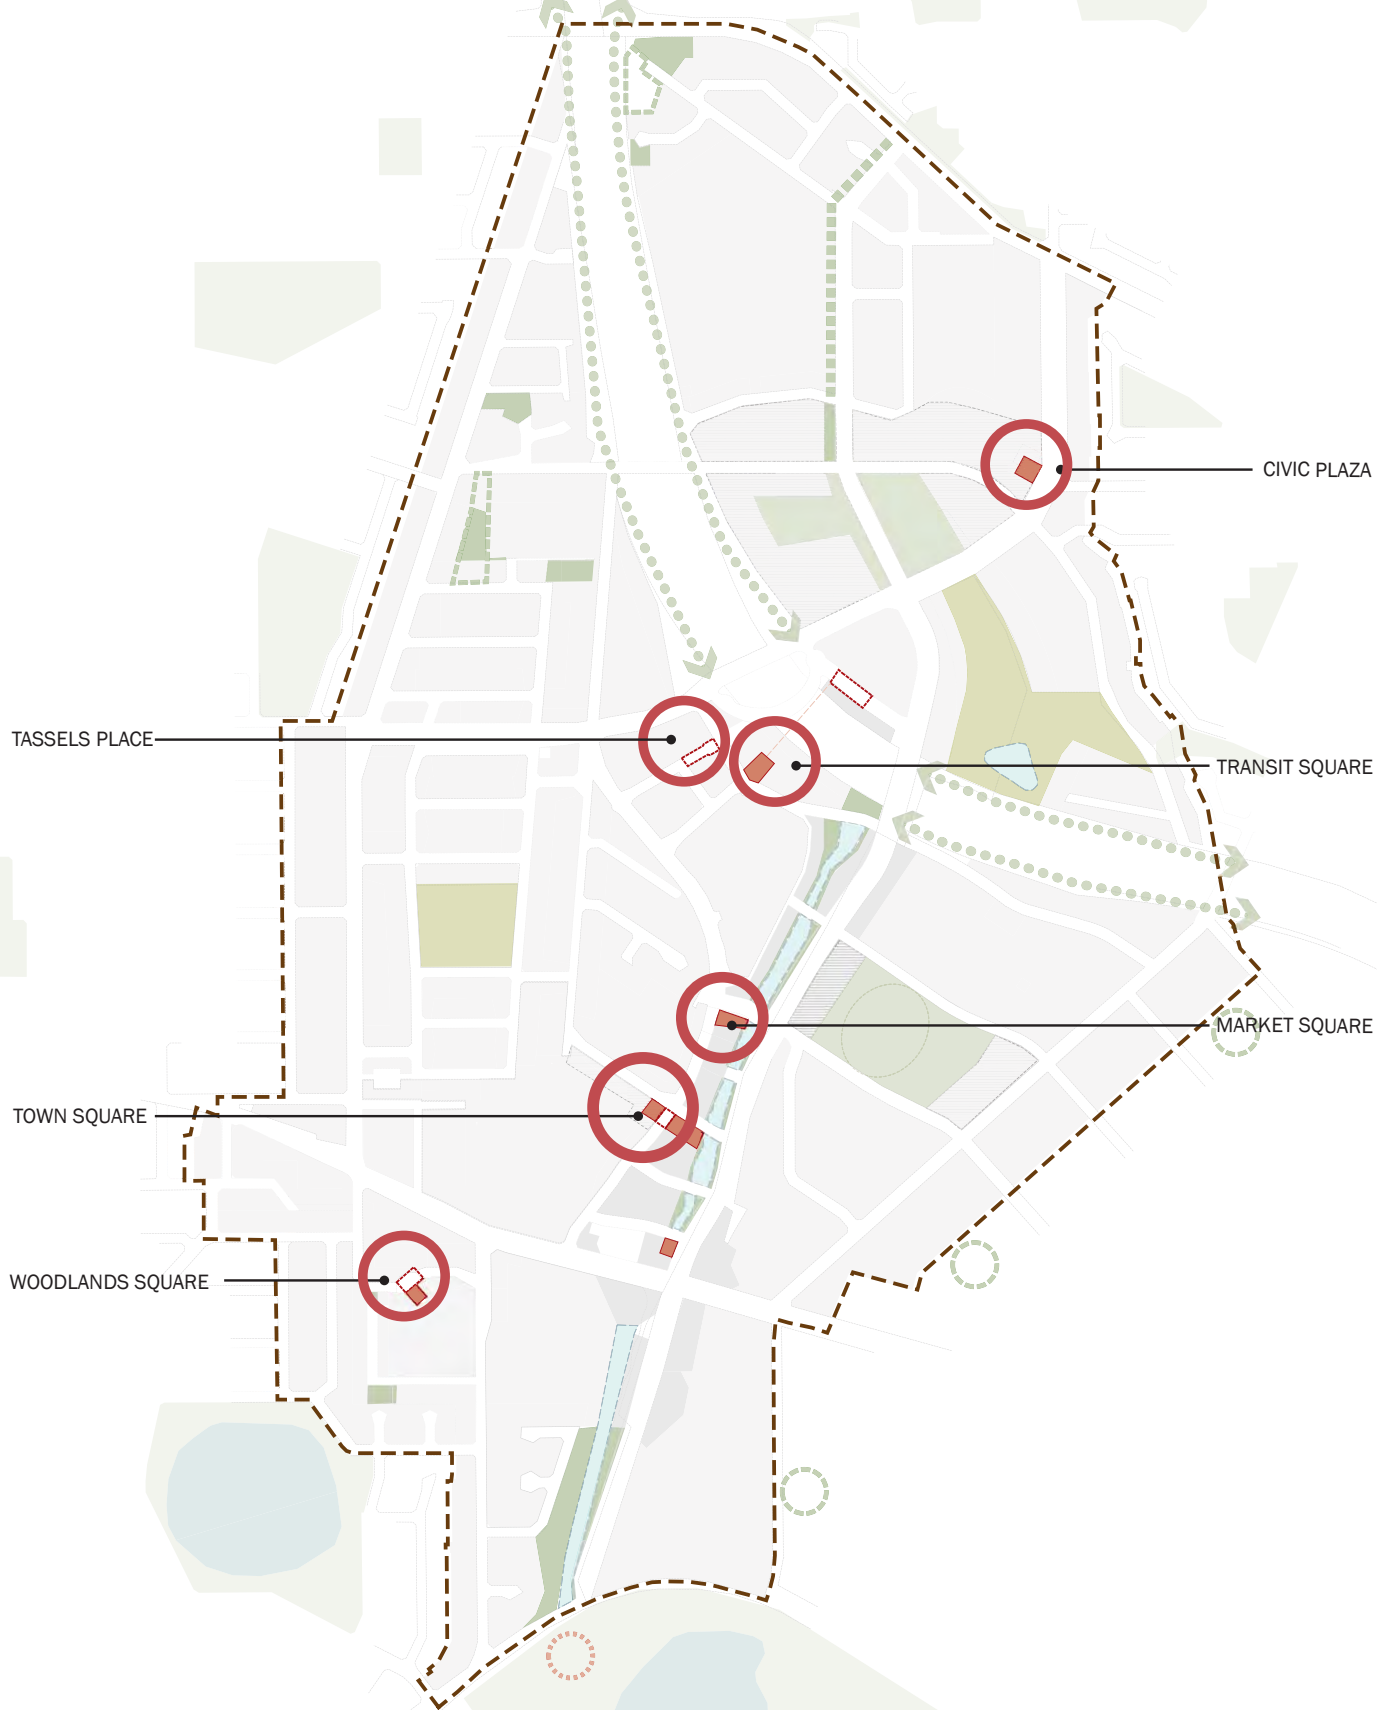 CIVIC PLAZA
TASSELS PLACE
TRANSIT SQUARE
MARKET SQUARE
TOWN SQUARE
WOODLANDS SQUARE